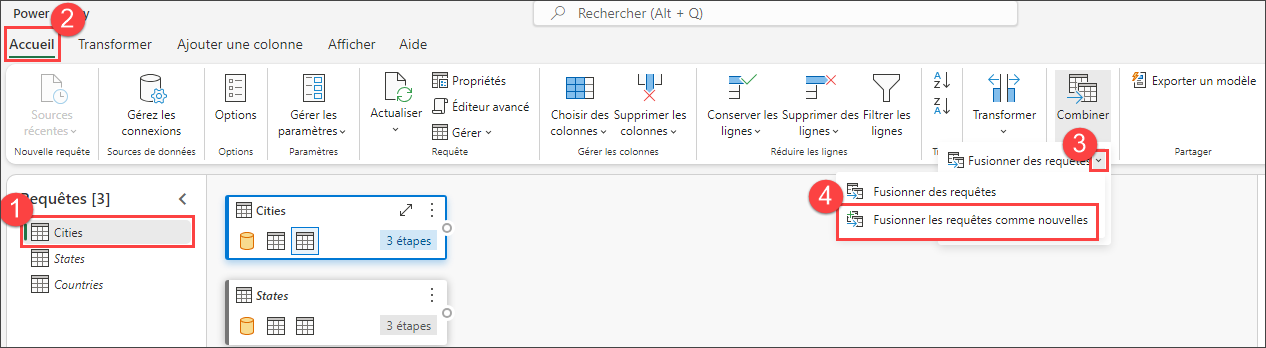 Power
2
Rechercher (Alt + Q)
Accueil Transformer Ajouter une colonne Afficher Aide
Sources
récentes
Nouvelle requête
Gérez les
connexions
Sources de données
Options
Options
Gérer les
paramètres
Paramètres
Actualiser
Propriétés
Éditeur avancé
Gérer
Requête
Choisir des
colonnes
Supprimer les
colonnes
Gérer les colonnes
Conserver les
lignes
Supprimer des
lignes
Filtrer les
lignes
Réduire les lignes
A
Z
Z
A
Transformer
Combiner
Exporter un modèle
Partager
3
Fusionner des requêtes
4
Fusionner des requêtes
Fusionner les requêtes comme nouvelles
Requêtes [3]
1
Cities
States
Countries
Cities
3 étapes
States
3 étapes